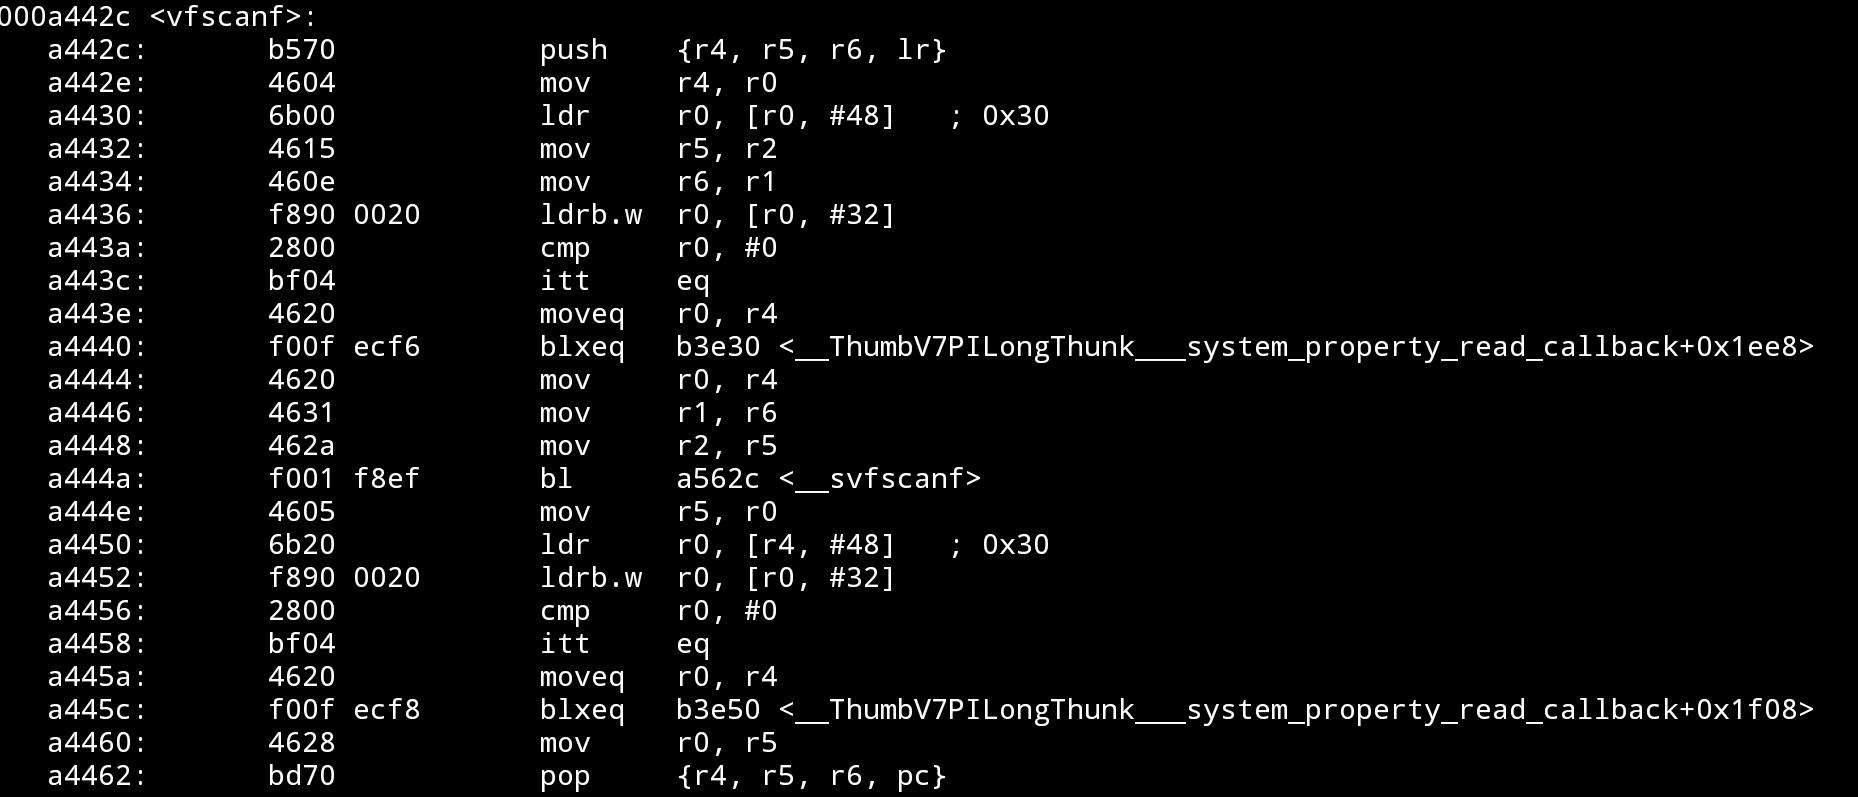 000a442c <vfscanf>:
a442c: b570 push {r4, r5, r6, lr}
a442e: 4604 mov r4, r0
a4430: 6b00 ldr r0, [r0, #48] ; 0x30
a4432: 4615 mov r5, r2
a4434: 460e mov r6, r1
a4436: f890 0020 ldrb.w r0, [r0, #32]
a443a: 2800 cmp r0, #0
a443c: bf04 itt eq
a443e: 4620 moveq r0, r4
a4440: f00f ecf6 blxeq b3e30 <__ThumbV7PILongThunk___system_property_read_callback+0x1ee8>
a4444: 4620 mov r0, r4
a4446: 4631 mov r1, r6
a4448: 462a mov r2, r5
a444a: f001 f8ef bl a562c <__svfscanf>
a444e: 4605 mov r5, r0
a4450: 6b20 ldr r0, [r4, #48] ; 0x30
a4452: f890 0020 ldrb.w r0, [r0, #32]
a4456: 2800 cmp r0, #0
a4458: bf04 itt eq
a445a: 4620 moveq r0, r4
a445c: f00f ecf8 blxeq b3e50 <__ThumbV7PILongThunk___system_property_read_callback+0x1f08>
a4460: 4628 mov r0, r5
a4462: bd70 pop {r4, r5, r6, pc}